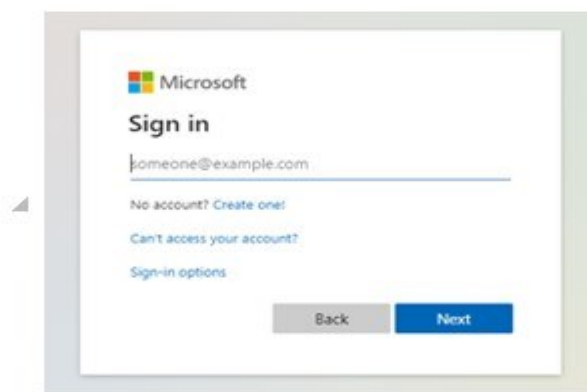 Microsoft
Sign in
someone@example.com
No account? Create one!
Can't access your account?
Sign-in options
Back Next